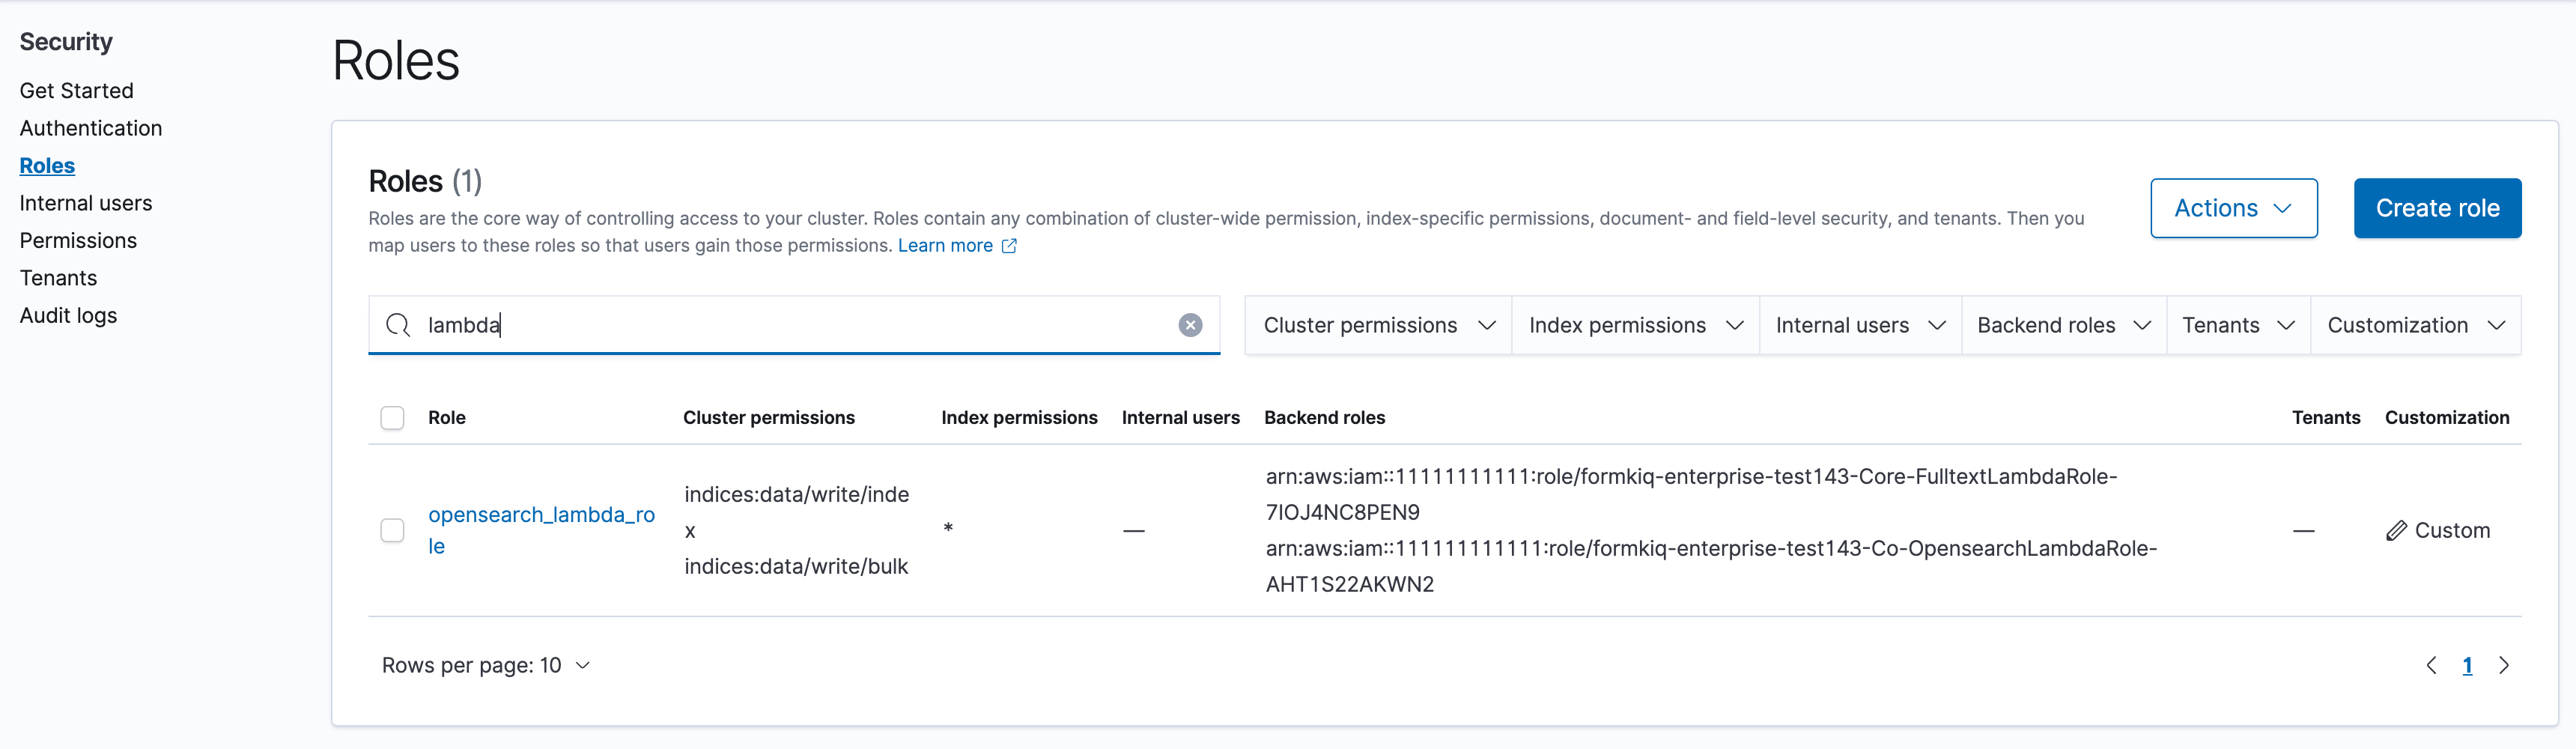 Security
Get Started
Authentication
Roles
Internal users
Permissions
Tenants
Audit logs
Roles
Roles (1)
Roles are the core way of controlling access to your cluster. Roles contain any combination of cluster-wide permission, index-specific permissions, document- and field-level security, and tenants. Then you
map users to these roles so that users gain those permissions. Learn more
Actions
Create role
lambda
Cluster permissions
Index permissions
Internal users
Backend roles
Tenants
Customization
Role
Cluster permissions
Index permissions
Internal users
Backend roles
Tenants
Customization
opensearch_lambda_ro
le
indices:data/write/inde
x
indices:data/write/bulk
*
—
arn:aws:iam::11111111111:role/formkiq-enterprise-test143-Core-FulltextLambdaRole-
7IOJ4NC8PEN9
arn:aws:iam::111111111111:role/formkiq-enterprise-test143-Co-OpensearchLambdaRole-
AHT1S22AKWN2
—
Custom
Rows per page: 10
1